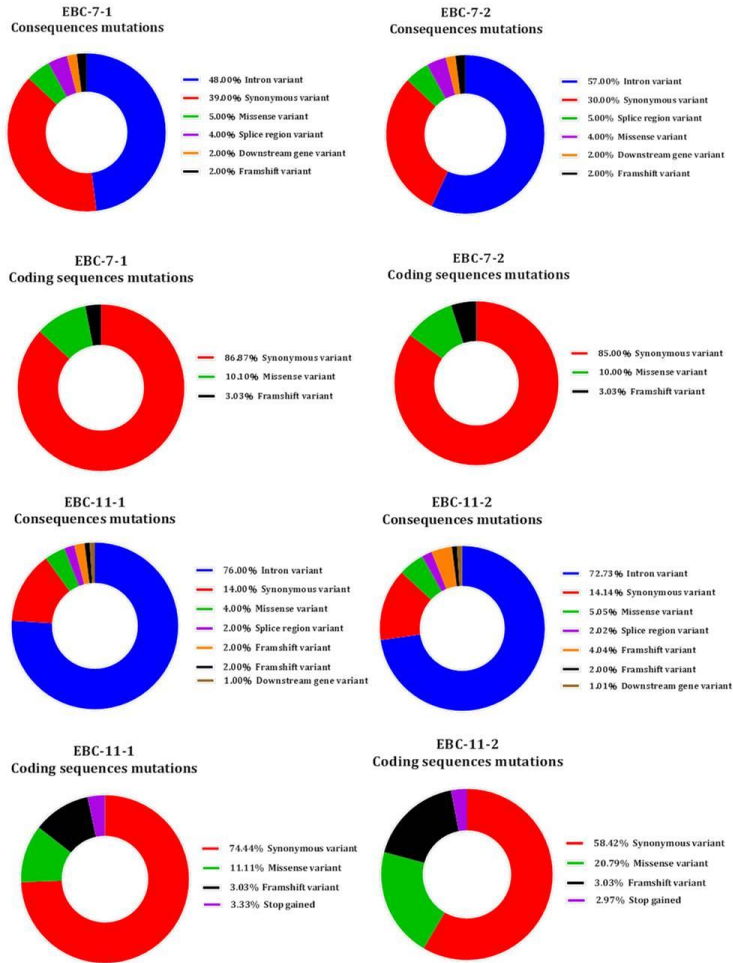 EBC-7-1
Consequences mutations
48.00% Intron variant
39.00% Synonymous variant
5.00% Missense variant
4.00% Splice region variant
2.00% Downstream gene variant
2.00% Framshift variant
EBC-7-2
Consequences mutations
57.00% Intron variant
30.00% Synonymous variant
5.00% Splice region variant
4.00% Missense variant
2.00% Downstream gene variant
2.00% Framshift variant
EBC-7-1
Coding sequences mutations
86.87% Synonymous variant
10.10% Missense variant
3.03% Framshift variant
EBC-7-2
Coding sequences mutations
85.00% Synonymous variant
10.00% Missense variant
3.03% Framshift variant
EBC-11-1
Consequences mutations
76.00% Intron variant
14.00% Synonymous variant
4.00% Missense variant
2.00% Splice region variant
2.00% Framshift variant
2.00% Framshift variant
1.00% Downstream gene variant
EBC-11-2
Consequences mutations
72.73% Intron variant
14.14% Synonymous variant
5.05% Missense variant
2.02% Splice region variant
4.04% Framshift variant
2.00% Framshift variant
1.01% Downstream gene variant
EBC-11-1
Coding sequences mutations
74.44% Synonymous variant
11.11% Missense variant
3.03% Framshift variant
3.33% Stop gained
EBC-11-2
Coding sequences mutations
58.42% Synonymous variant
20.79% Missense variant
3.03% Framshift variant
2.97% Stop gained